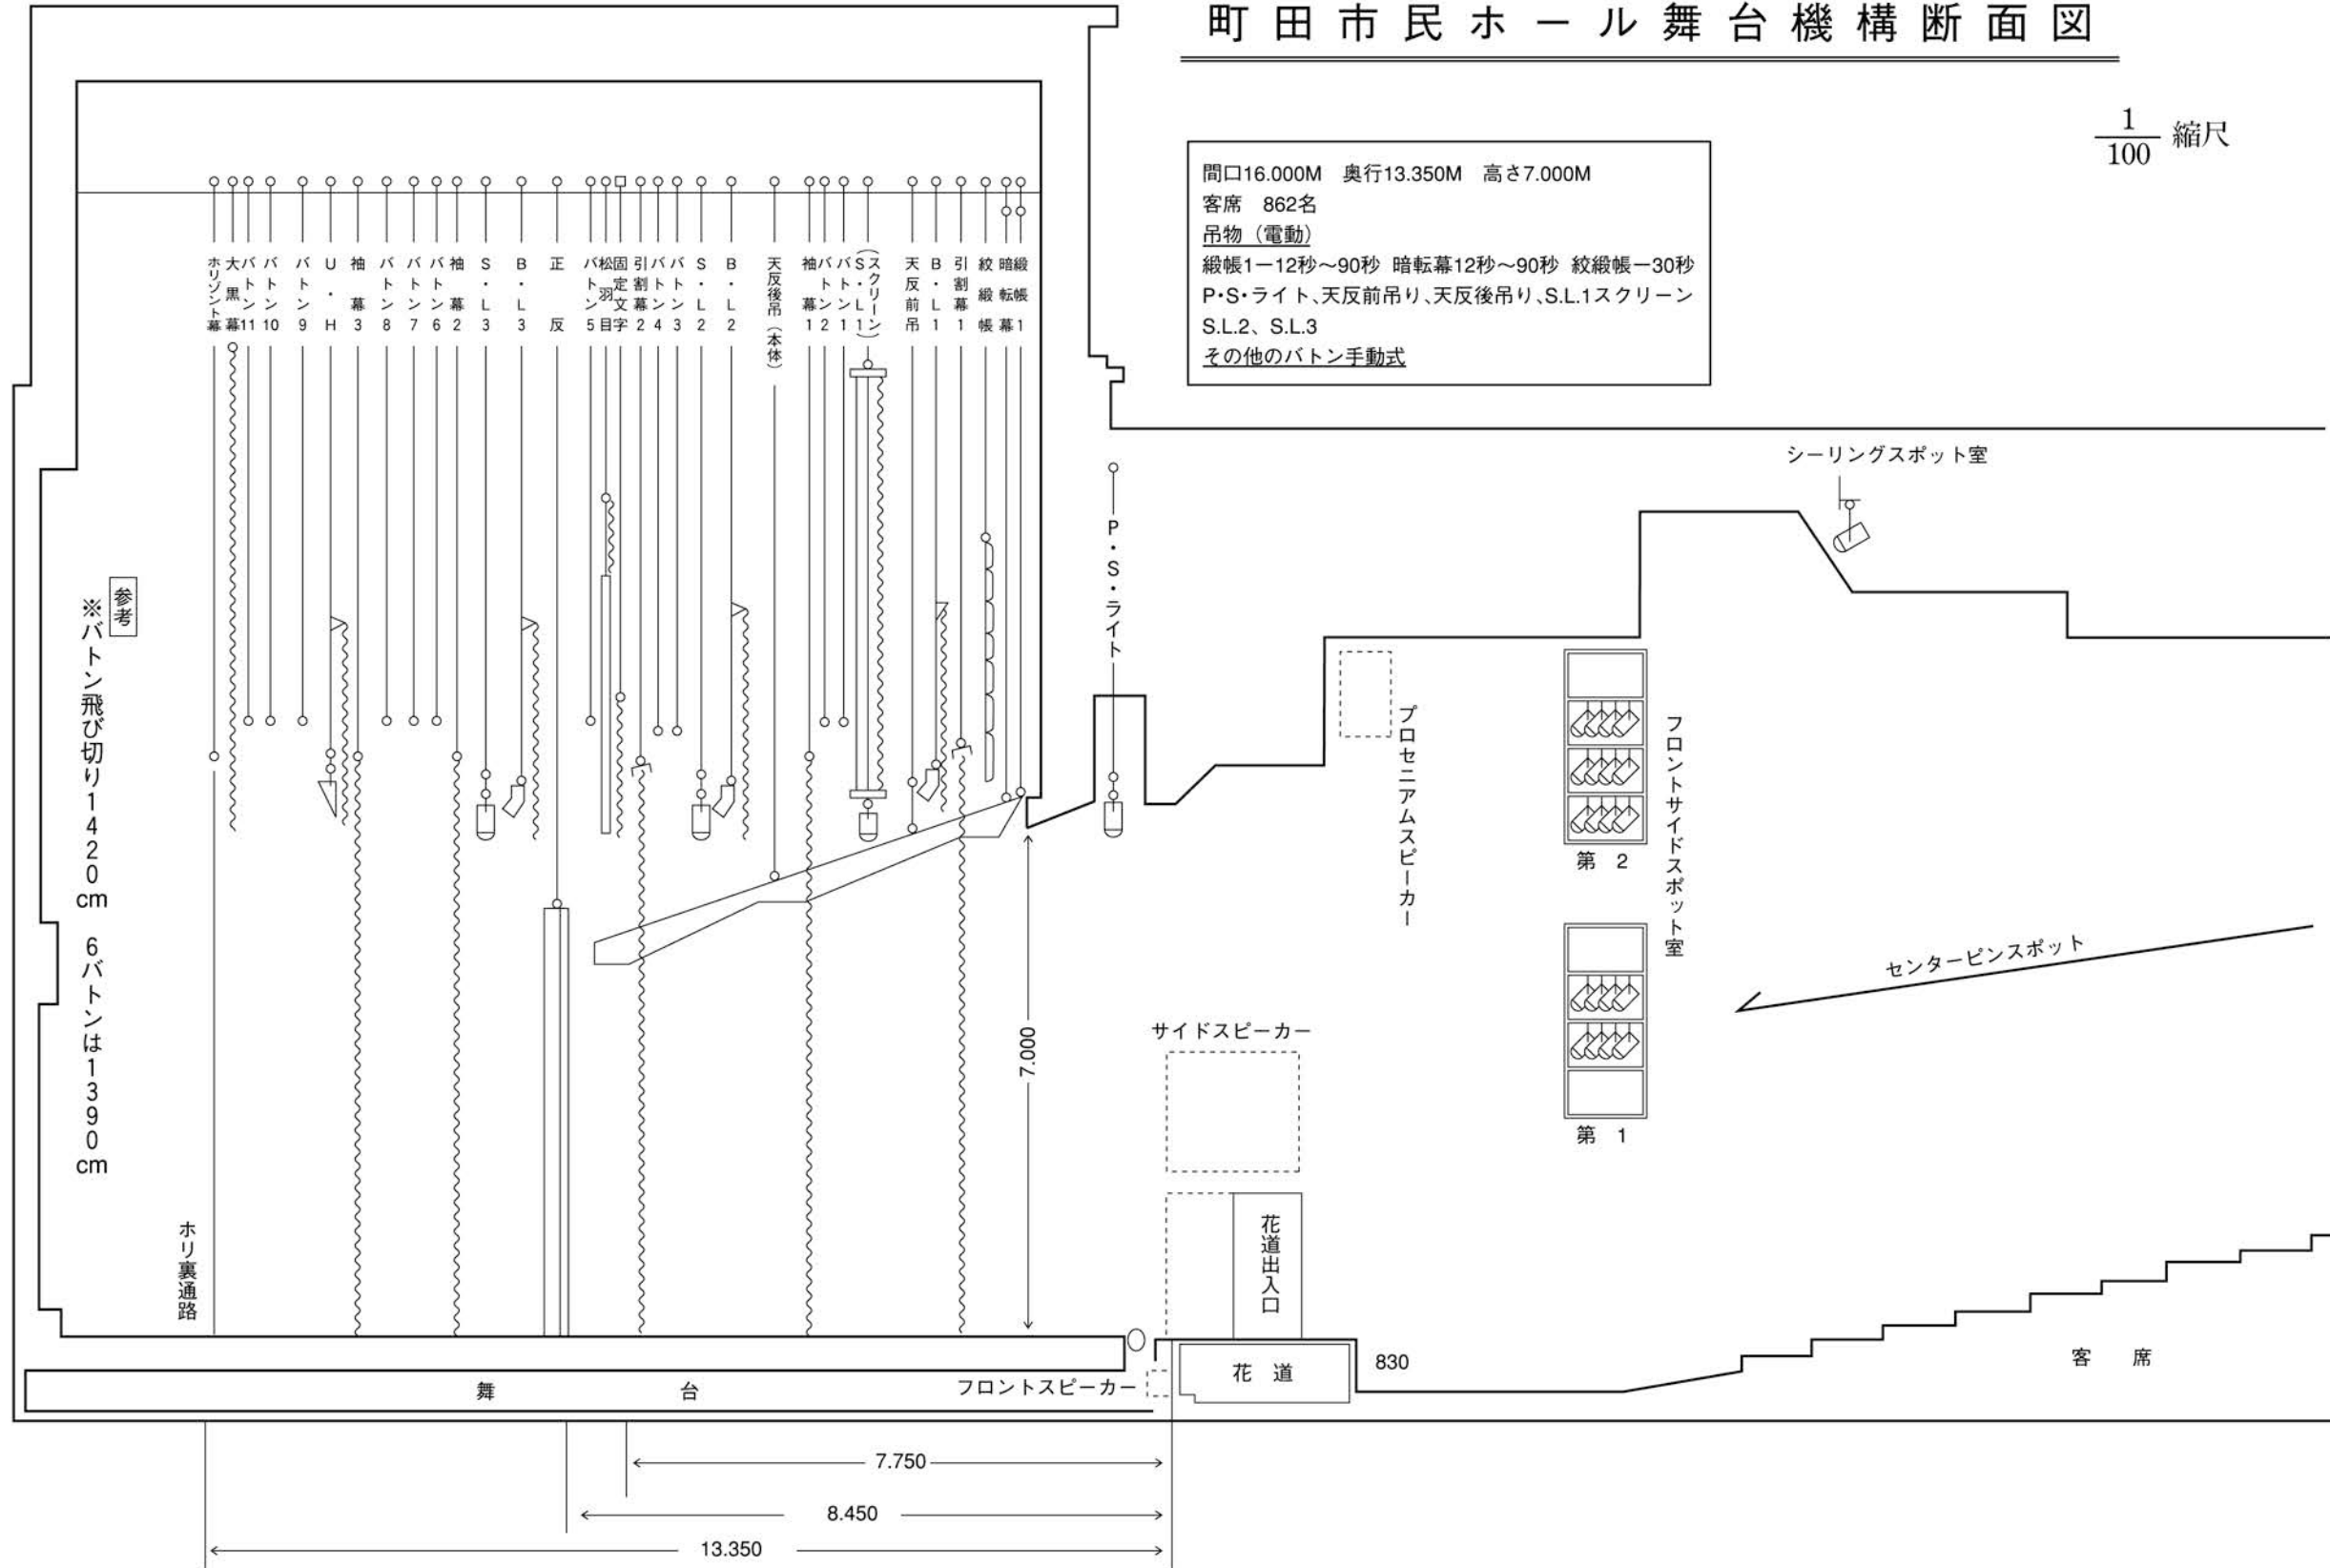 町田市民ホール舞台機構断面図
1/100 縮尺
間口16.000M 奥行13.350M 高さ7.000M
客席 862名
吊物（電動）
緞帳1ー12秒～90秒 暗転幕12秒～90秒 絞緞帳ー30秒
P・S・ライト、天反前吊り、天反後吊り、S.L.1スクリーン
S.L.2、S.L.3
その他のバトン手動式
ホリゾント幕
大黒幕
バトン11
バトン10
バトン9
U・H
袖幕3
バトン8
バトン7
バトン6
袖幕2
S・L3
B・L3
正反
バトン5
松羽目
固定文字
引割幕2
バトン4
バトン3
S・L2
B・L2
天反後吊（本体）
袖幕1
バトン2
バトン1
（S・L1）
スクリーン
天反前吊
B・L1
引割幕1
絞緞帳
暗転幕
緞帳1
シーリングスポット室
P・S・ライト
参考
※バトン飛び切り1420cm 6バトンは1390cm
プロセニアムスピーカー
フロントサイドスポット室
第 2
第 1
センターピンスポット
7.000
サイドスピーカー
花道出入口
ホリ裏通路
花道
830
客席
舞台
フロントスピーカー
7.750
8.450
13.350